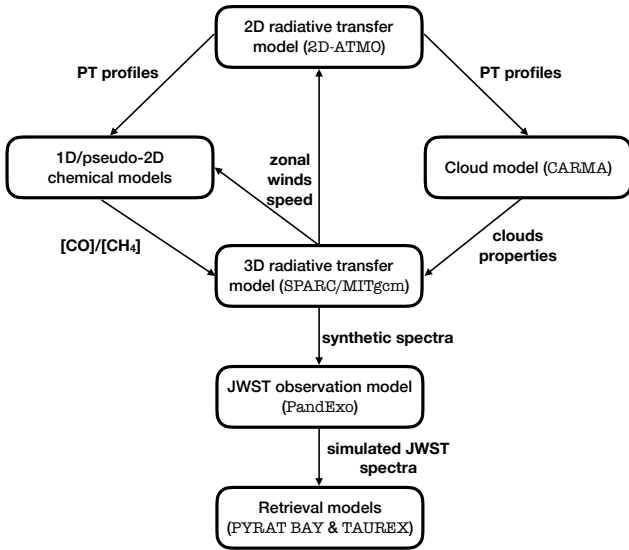 2D radiative transfer
model (2D-ATMO)
PT profiles
PT profiles
1D/pseudo-2D
chemical models
zonal
winds
speed
Cloud model (CARMA)
[CO]/[CH₄]
clouds
properties
3D radiative transfer
model (SPARC/MITgcm)
synthetic spectra
JWST observation model
(PandExo)
simulated JWST
spectra
Retrieval models
(PYRAT BAY & TAUREX)